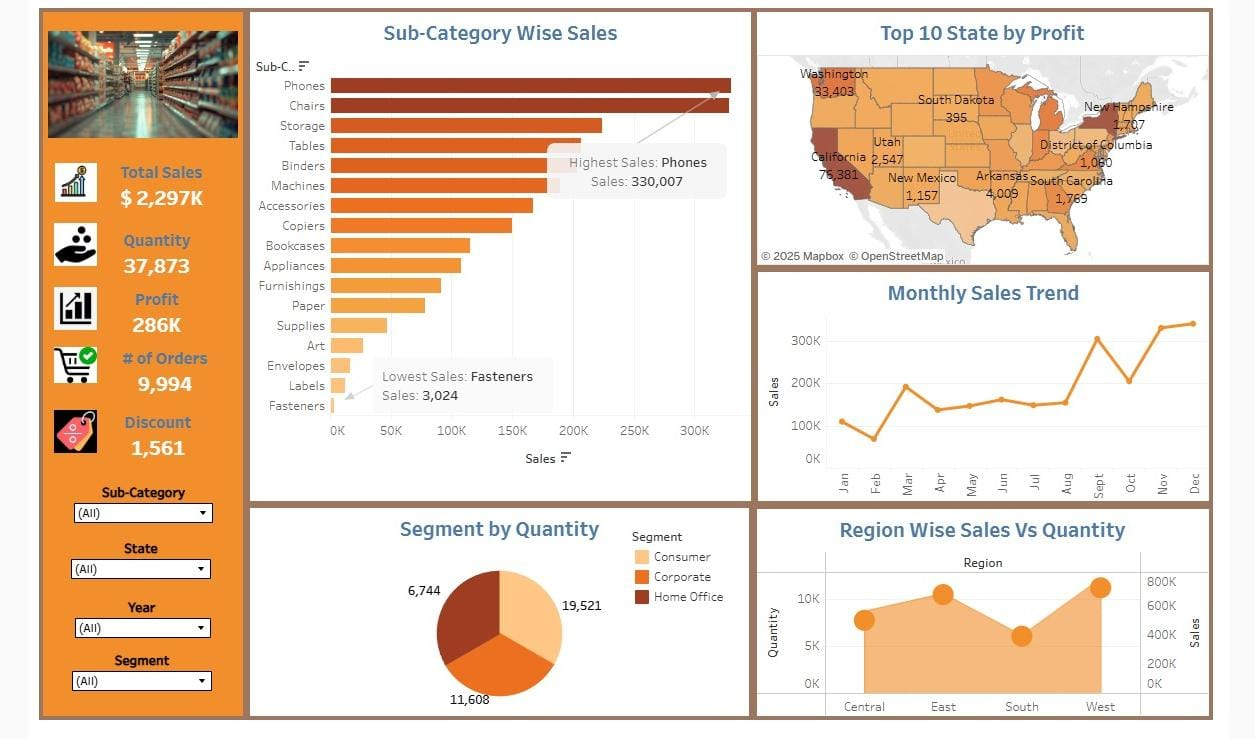 Total Sales
$ 2,297K
Quantity
37,873
Profit
286K
# of Orders
9,994
Discount
1,561
Sub-Category
(All)
State
(All)
Year
(All)
Segment
(All)
Sub-Category Wise Sales
Sub-C..
Phones
Chairs
Storage
Tables
Binders
Machines
Accessories
Copiers
Bookcases
Appliances
Furnishings
Paper
Supplies
Art
Envelopes
Labels
Fasteners
Highest Sales: Phones
Sales: 330,007
Lowest Sales: Fasteners
Sales: 3,024
0K 50K 100K 150K 200K 250K 300K
Sales
Top 10 State by Profit
Washington
33,403
South Dakota
395
New Hampshire
1,707
Utah
2,547
District of Columbia
1,060
California
75,381
New Mexico
1,157
Arkansas
4,009
South Carolina
1,769
United
© 2025 Mapbox © OpenStreetMap
Monthly Sales Trend
Sales
300K
200K
100K
0K
Jan Feb Mar Apr May Jun Jul Aug Sept Oct Nov Dec
Segment by Quantity
Segment
Consumer
Corporate
Home Office
6,744
19,521
11,608
Region Wise Sales Vs Quantity
Region
Quantity
10K
5K
0K
800K
600K
400K
200K
0K
Sales
Central East South West